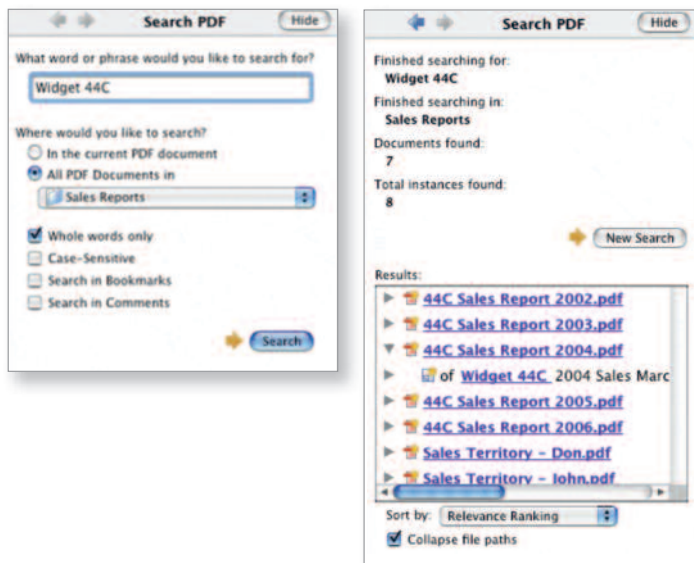 Search PDF
Hide
What word or phrase would you like to search for?
Widget 44C
Where would you like to search?
In the current PDF document
All PDF Documents in
Sales Reports
Whole words only
Case-Sensitive
Search in Bookmarks
Search in Comments
Search
Search PDF
Hide
Finished searching for:
Widget 44C
Finished searching in:
Sales Reports
Documents found:
7
Total instances found:
8
New Search
Results:
44C Sales Report 2002.pdf
44C Sales Report 2003.pdf
44C Sales Report 2004.pdf
of Widget 44C 2004 Sales Marc
44C Sales Report 2005.pdf
44C Sales Report 2006.pdf
Sales Territory - Don.pdf
Sales Territory - John.pdf
Sort by: Relevance Ranking
Collapse file paths